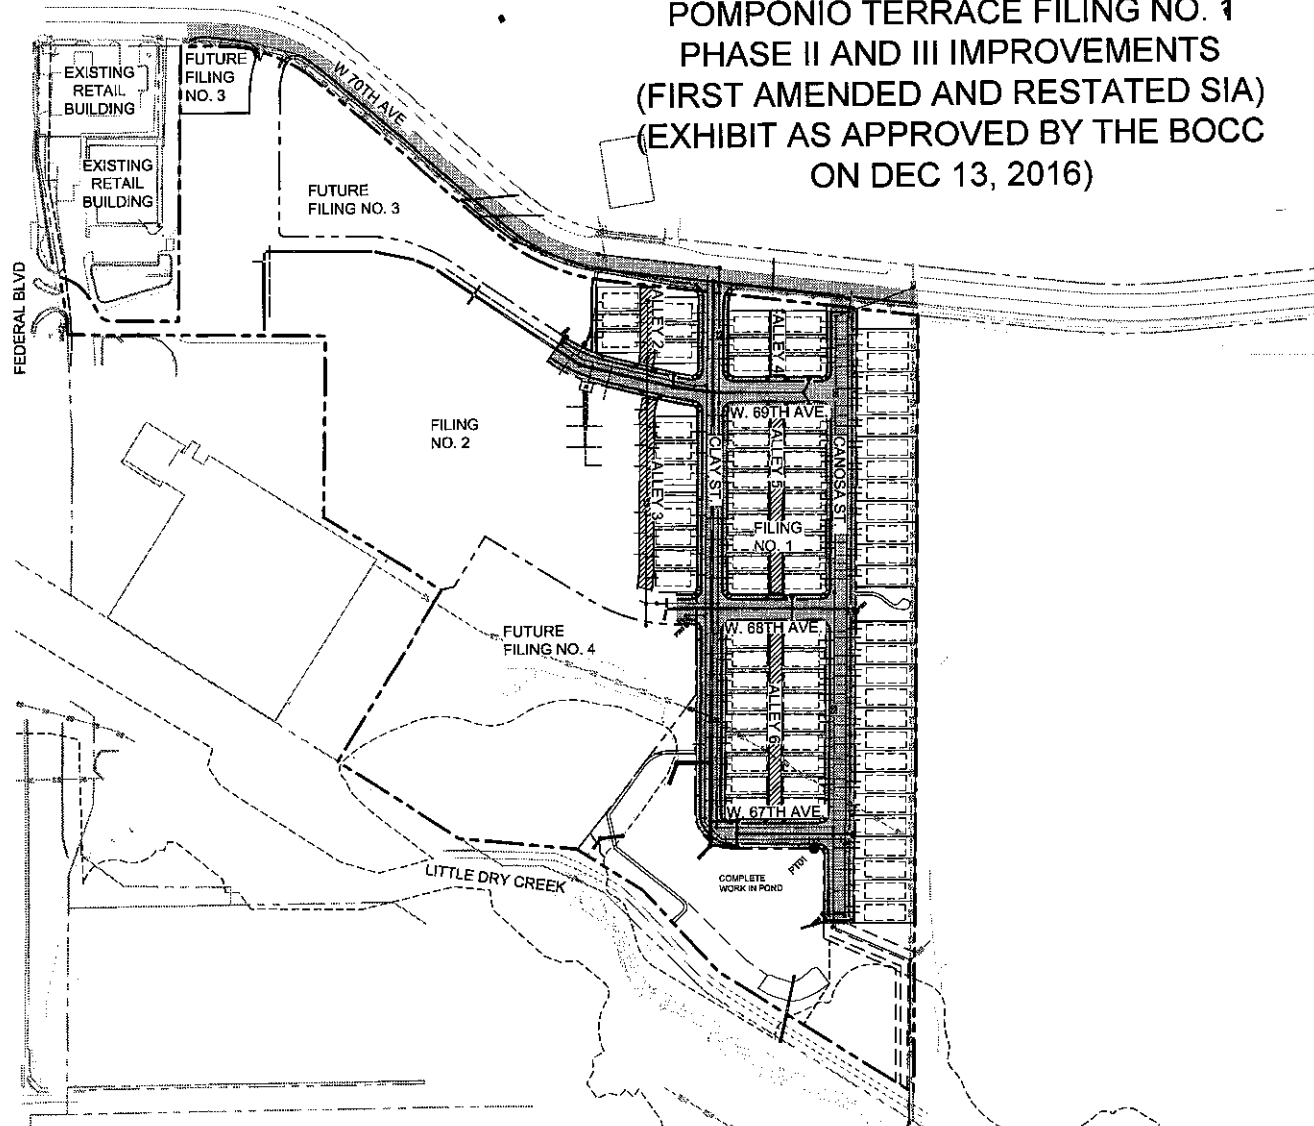 POMPONIO TERRACE FILING NO. 1
PHASE II AND III IMPROVEMENTS
(FIRST AMENDED AND RESTATED SIA)
(EXHIBIT AS APPROVED BY THE BOCC
ON DEC 13, 2016)
EXISTING
RETAIL
BUILDING
FUTURE
FILING
NO. 3
W 70TH AVE
EXISTING
RETAIL
BUILDING
FUTURE
FILING NO. 3
FEDERAL BLVD
ALLEY 2
ALLEY 4
W. 69TH AVE.
FILING
NO. 2
CLAY ST.
ALLEY 5
CANOSA ST.
ALLEY 3
FILING
NO. 1
FUTURE
FILING NO. 4
W. 68TH AVE.
ALLEY 6
W. 67TH AVE.
LITTLE DRY CREEK
COMPLETE
WORK IN POND